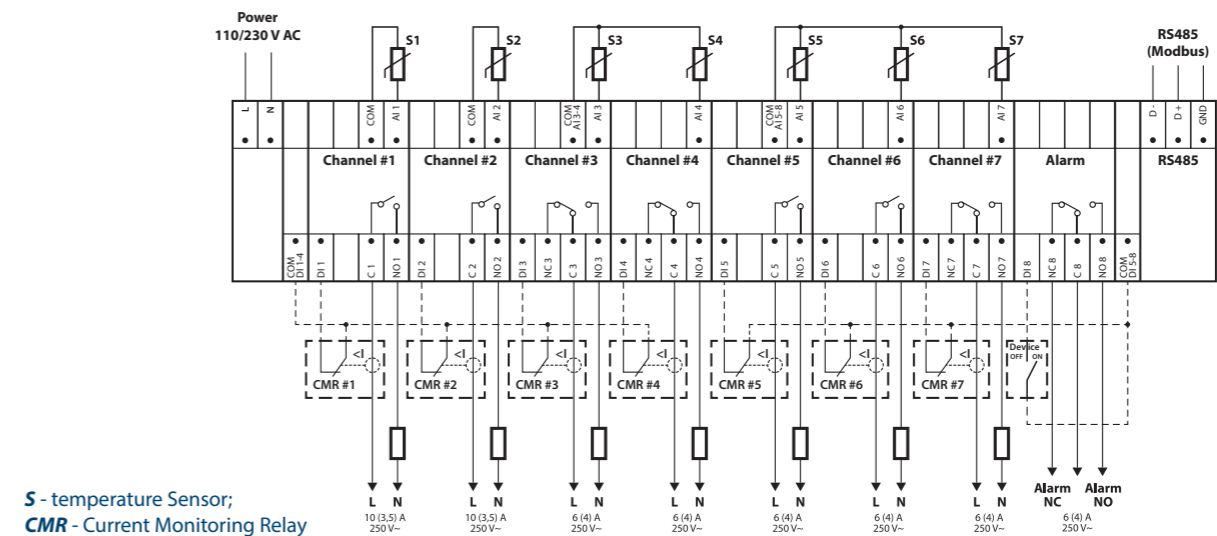 Power
110/230 V AC
S1
S2
S3
S4
S5
S6
S7
RS485
(Modbus)
L
N
COM
AI 1
COM
AI 2
COM
AI 3-4
AI 3
AI 4
COM
AI 5-8
AI 5
AI 6
AI 7
D -
D +
GND
Channel #1
Channel #2
Channel #3
Channel #4
Channel #5
Channel #6
Channel #7
Alarm
RS485
COM
DI 1-4
DI 1
C 1
NO 1
DI 2
C 2
NO 2
DI 3
NC 3
C 3
NO 3
DI 4
NC 4
C 4
NO 4
DI 5
C 5
NO 5
DI 6
C 6
NO 6
DI 7
NC 7
C 7
NO 7
DI 8
NC 8
C 8
NO 8
COM
DI 5-8
<I
<I
<I
<I
<I
<I
<I
Device
OFF ON
CMR #1
CMR #2
CMR #3
CMR #4
CMR #5
CMR #6
CMR #7
L N
L N
L N
L N
L N
L N
L N
Alarm
NC
Alarm
NO
10 (3,5) A
250 V~
10 (3,5) A
250 V~
6 (4) A
250 V~
6 (4) A
250 V~
6 (4) A
250 V~
6 (4) A
250 V~
6 (4) A
250 V~
6 (4) A
250 V~
S - temperature Sensor;
CMR - Current Monitoring Relay